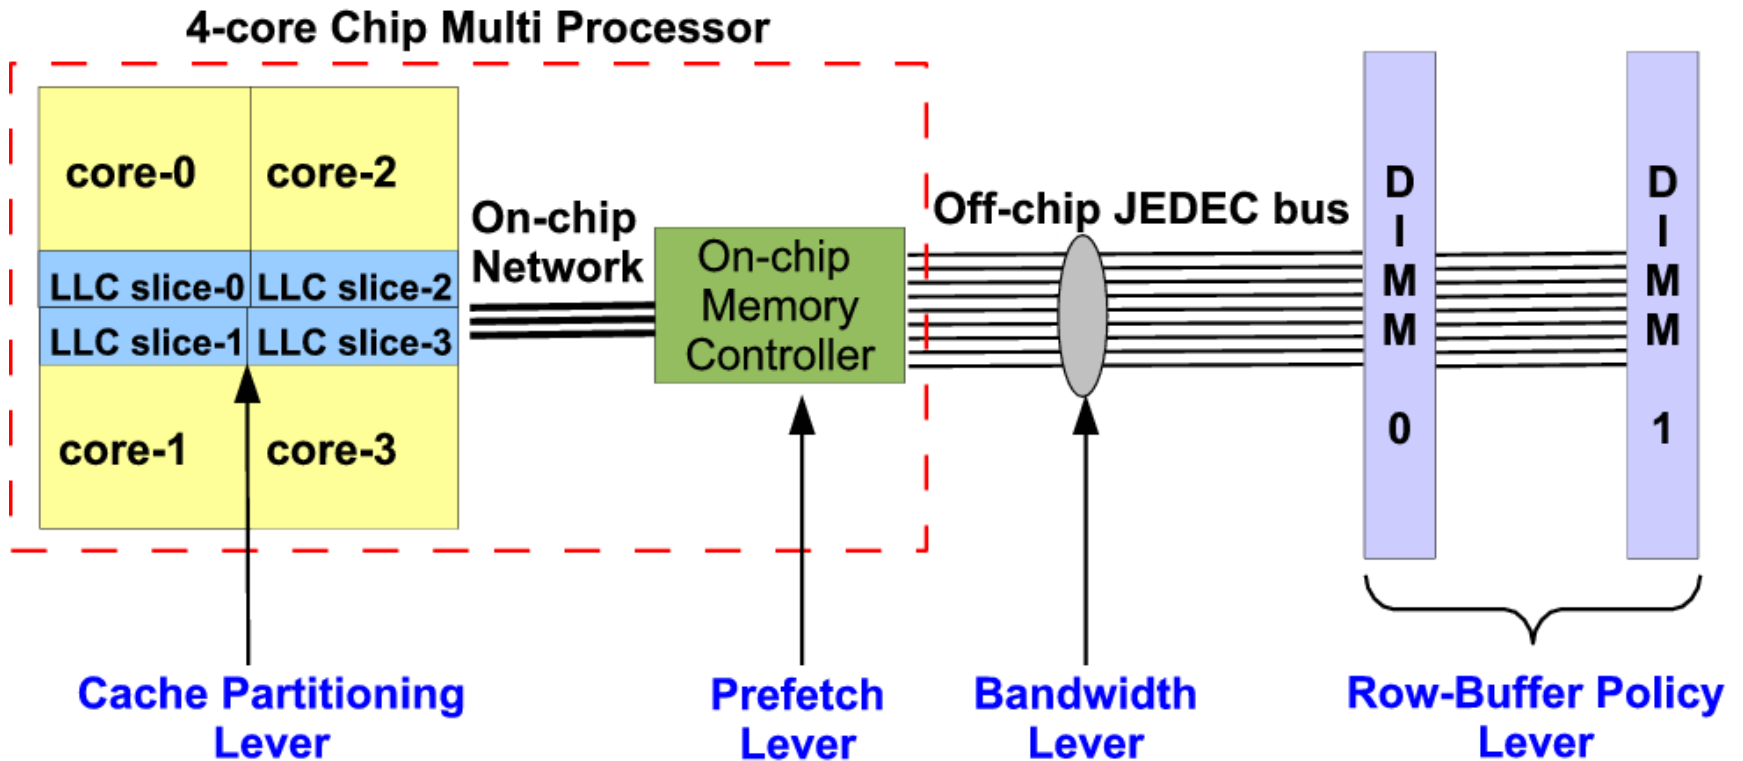 4-core Chip Multi Processor
core-0
core-2
LLC slice-0
LLC slice-2
LLC slice-1
LLC slice-3
core-1
core-3
On-chip
Network
On-chip
Memory
Controller
Off-chip JEDEC bus
D
I
M
M
0
D
I
M
M
1
Cache Partitioning
Lever
Prefetch
Lever
Bandwidth
Lever
Row-Buffer Policy
Lever